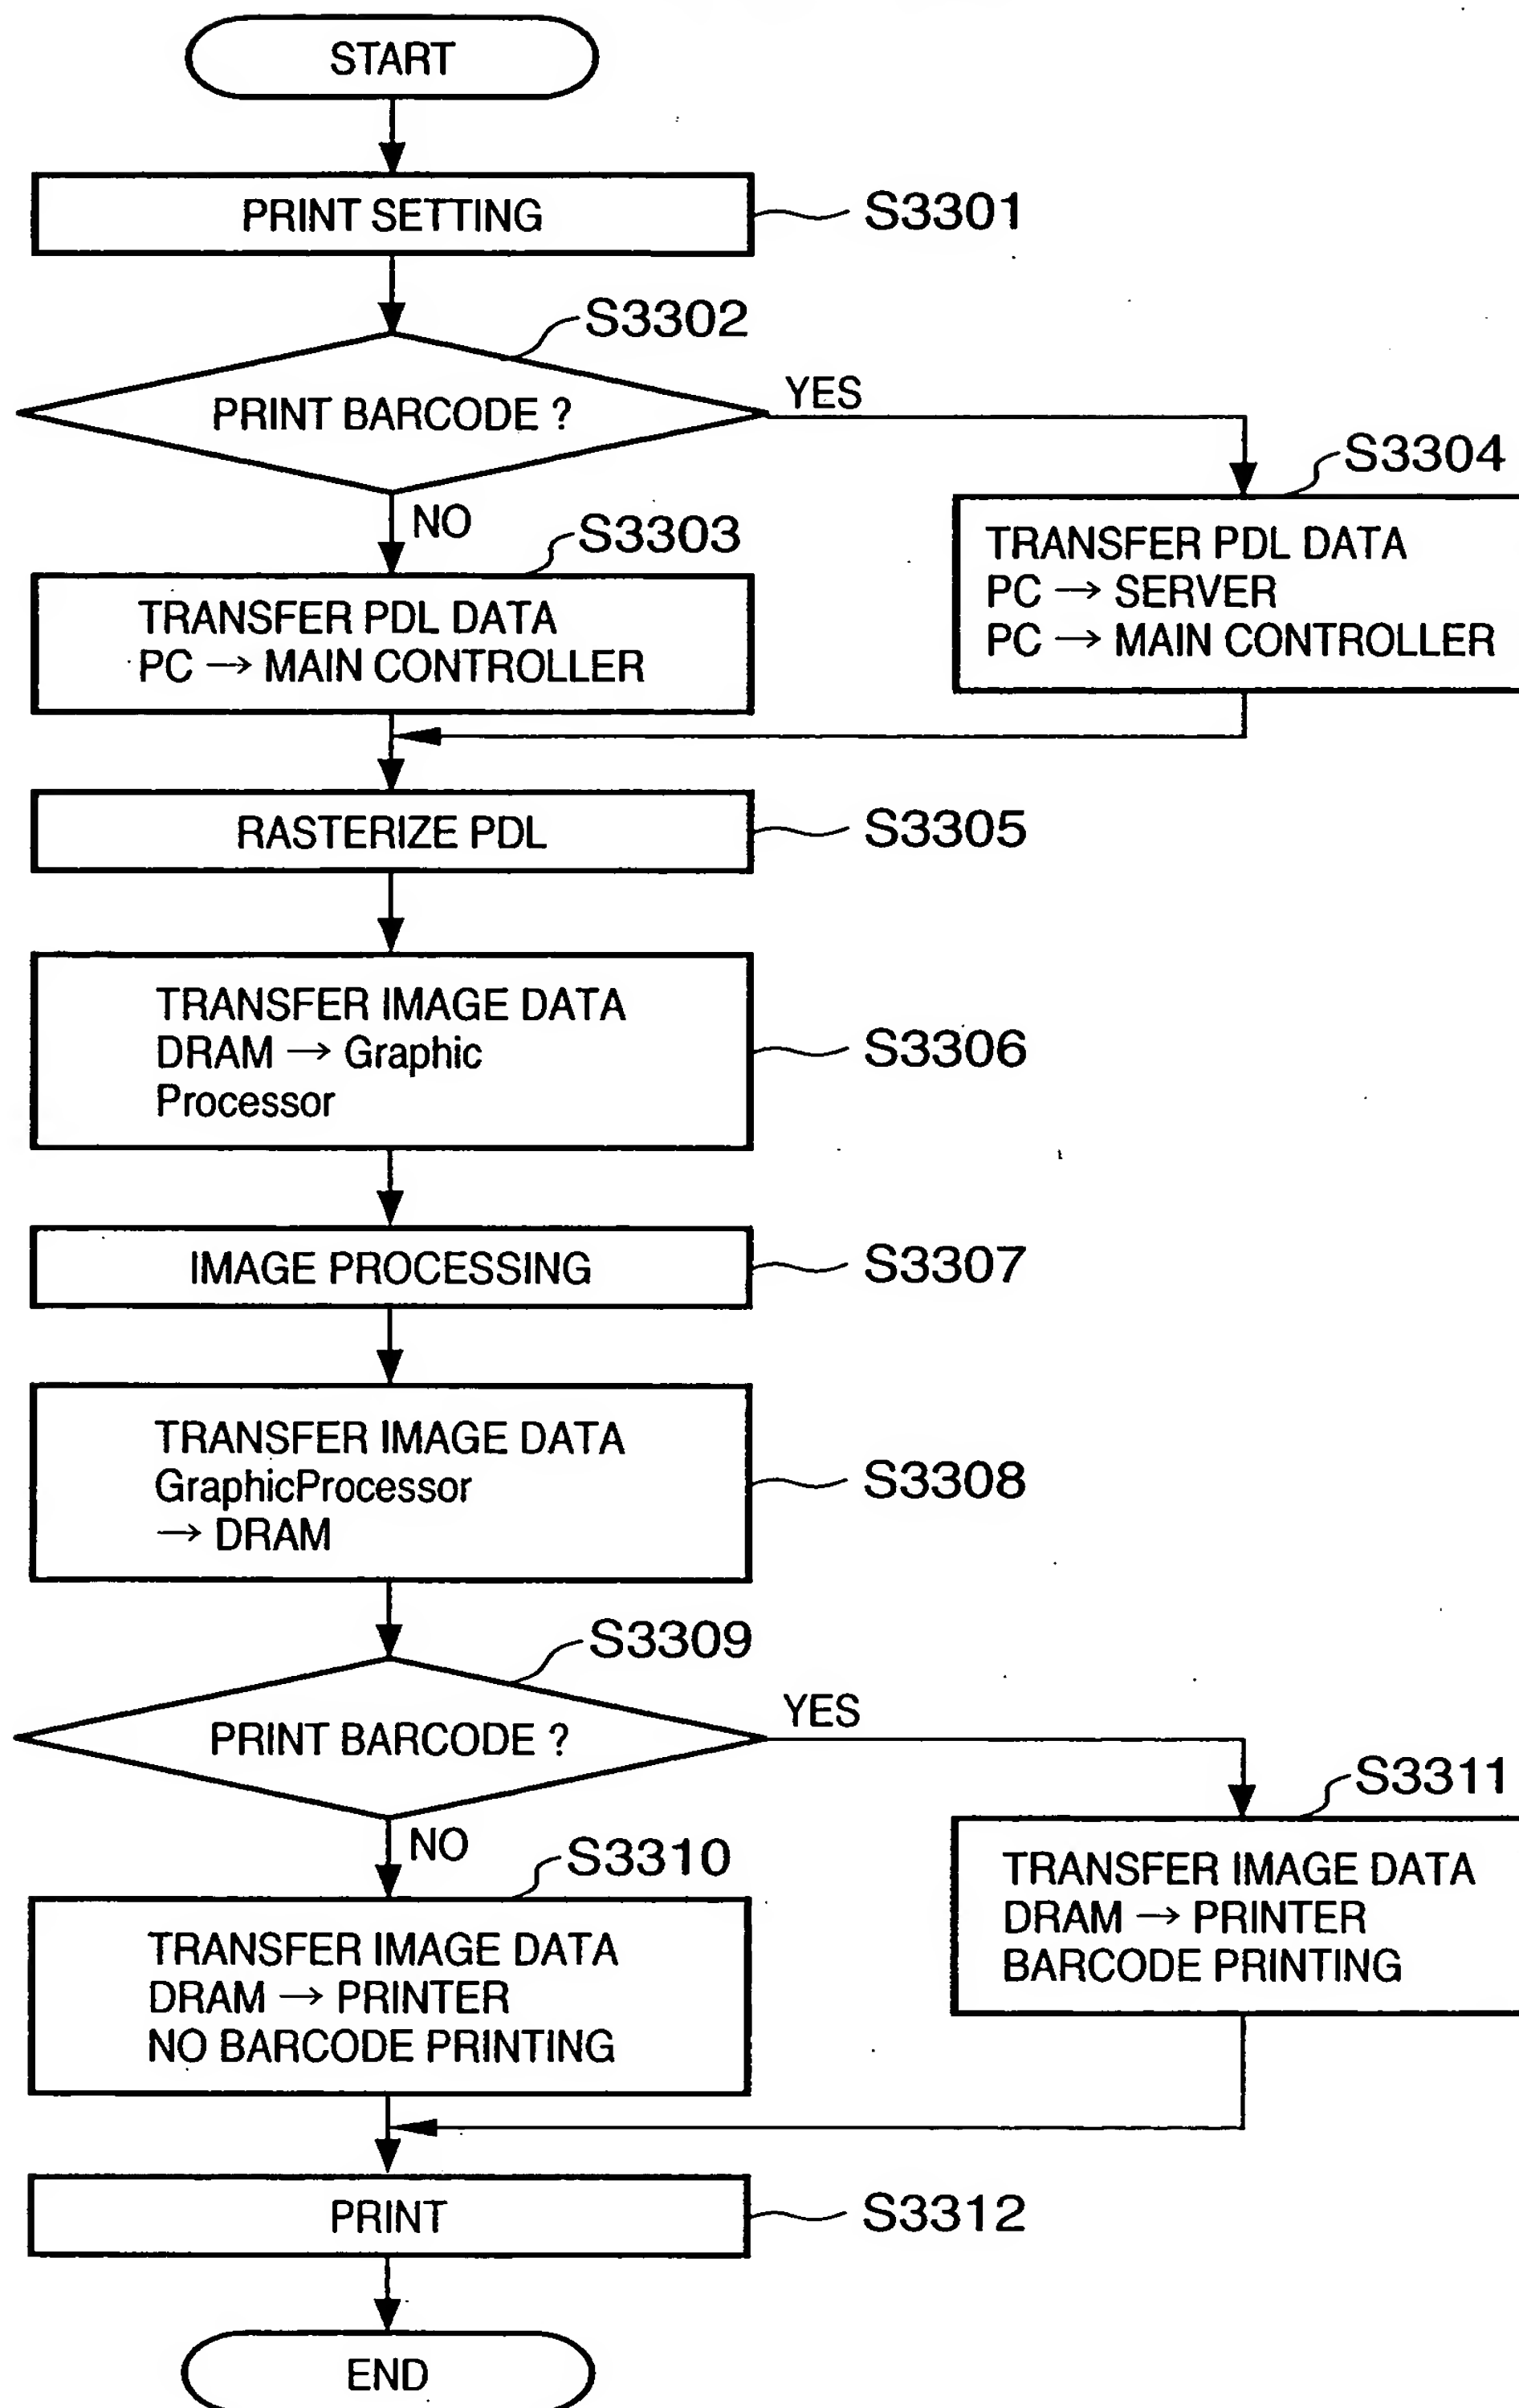 START
PRINT SETTING
S3301
S3302
PRINT BARCODE ?
YES
NO
S3303
TRANSFER PDL DATA
PC → MAIN CONTROLLER
S3304
TRANSFER PDL DATA
PC → SERVER
PC → MAIN CONTROLLER
RASTERIZE PDL
S3305
TRANSFER IMAGE DATA
DRAM → Graphic
Processor
S3306
IMAGE PROCESSING
S3307
TRANSFER IMAGE DATA
GraphicProcessor
→ DRAM
S3308
S3309
PRINT BARCODE ?
YES
NO
S3310
TRANSFER IMAGE DATA
DRAM → PRINTER
NO BARCODE PRINTING
S3311
TRANSFER IMAGE DATA
DRAM → PRINTER
BARCODE PRINTING
PRINT
S3312
END